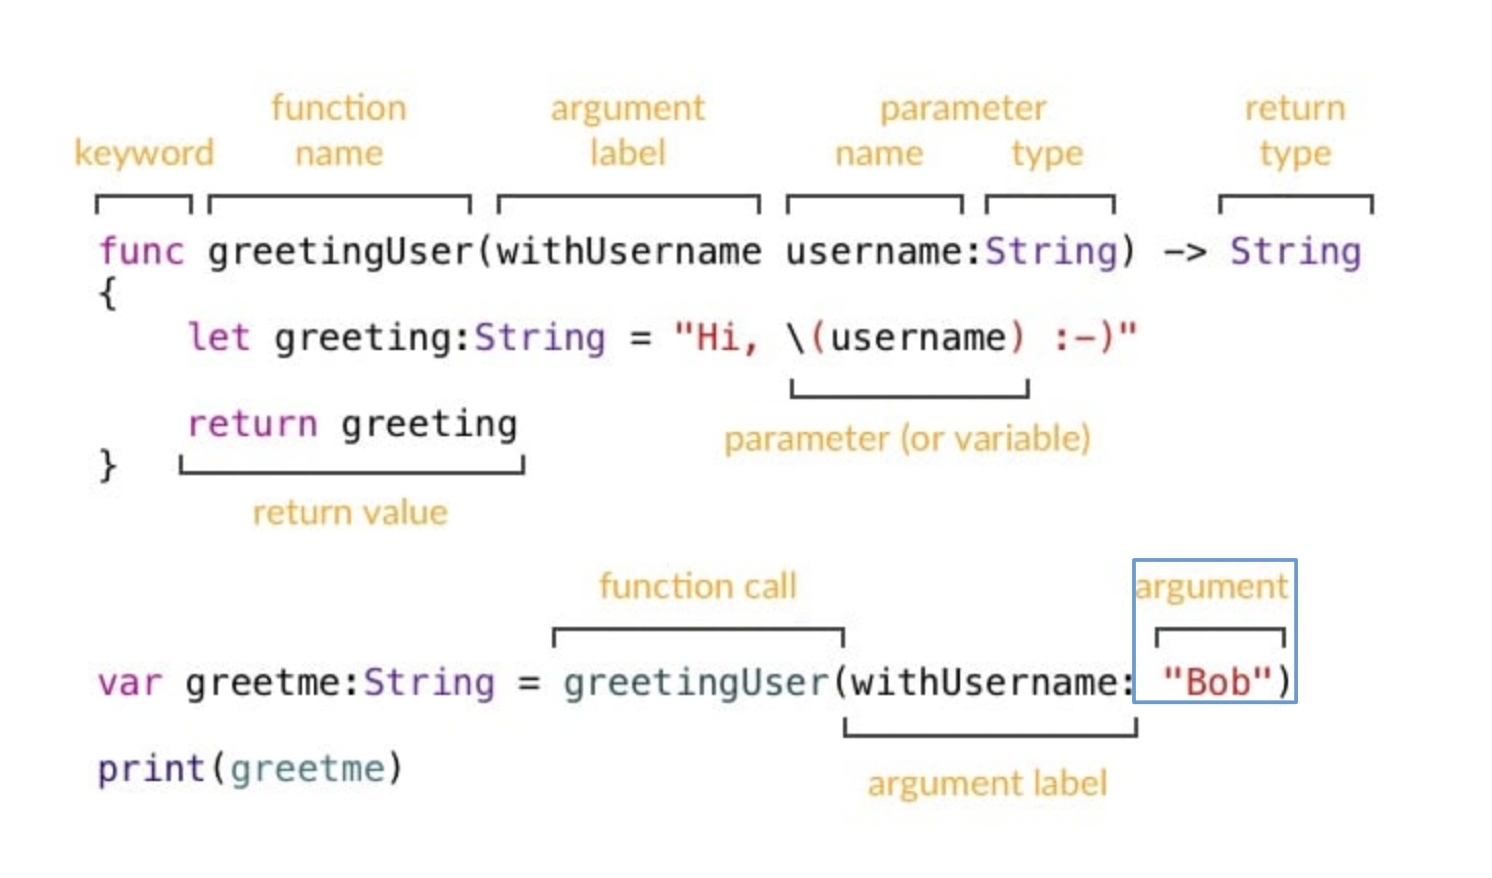 function argument parameter return
keyword name label name type type
func greetingUser(withUsername username:String) -> String
{
let greeting:String = "Hi, \(username) :-)"
return greeting
parameter (or variable)
}
return value
function call argument
var greetme:String = greetingUser(withUsername: "Bob")
print(greetme)
argument label